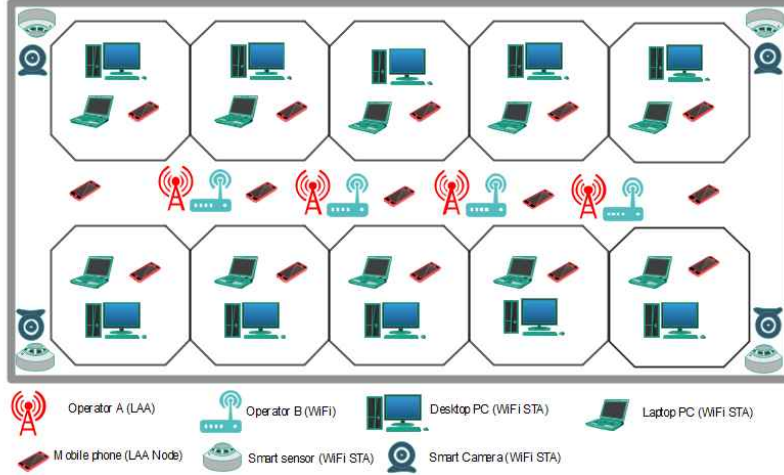 Operator A (LAA)
Operator B (WiFi)
Desktop PC (WiFi STA)
Laptop PC (WiFi STA)
Mobile phone (LAA Node)
Smart sensor (WiFi STA)
Smart Camera (WiFi STA)